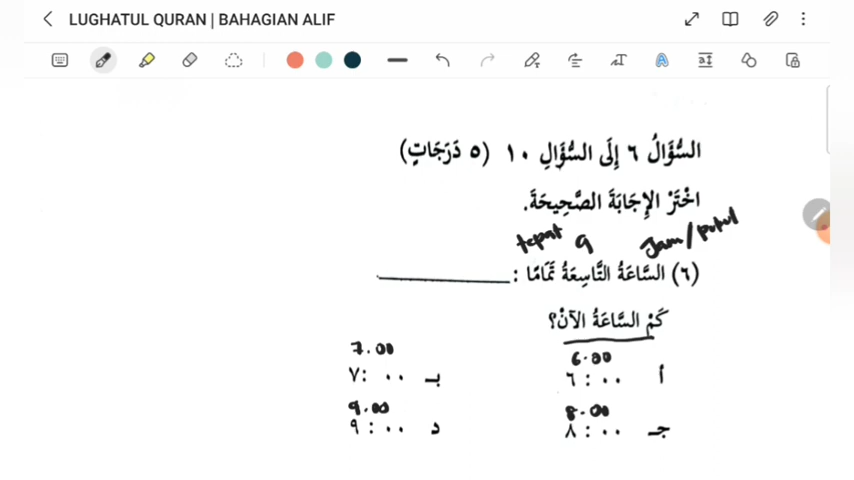 LUGHATUL QURAN | BAHAGIAN ALIF
السُّؤَالُ ٦ إِلَى السُّؤَالِ ١٠ (٥ دَرَجَاتٍ)
اخْتَرْ الإِجَابَةَ الصَّحِيحَةَ.
tepat 9 Jam/pukul
(٦) السَّاعَةُ التَّاسِعَةُ تَمَامًا : __________
كَمْ السَّاعَةُ الآنْ؟
6.00 7.00
أ ٦ : ٠٠ بـ ٧: ٠٠
8.00 9.00
جـ ٨ : ٠٠ د ٩ : ٠٠